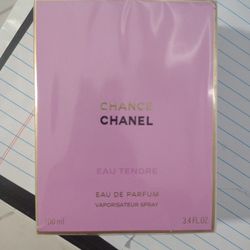 CHANCE
CHANEL
EAU TENDRE
EAU DE PARFUM
VAPORISATEUR SPRAY
100 ml 3.4 FL.OZ